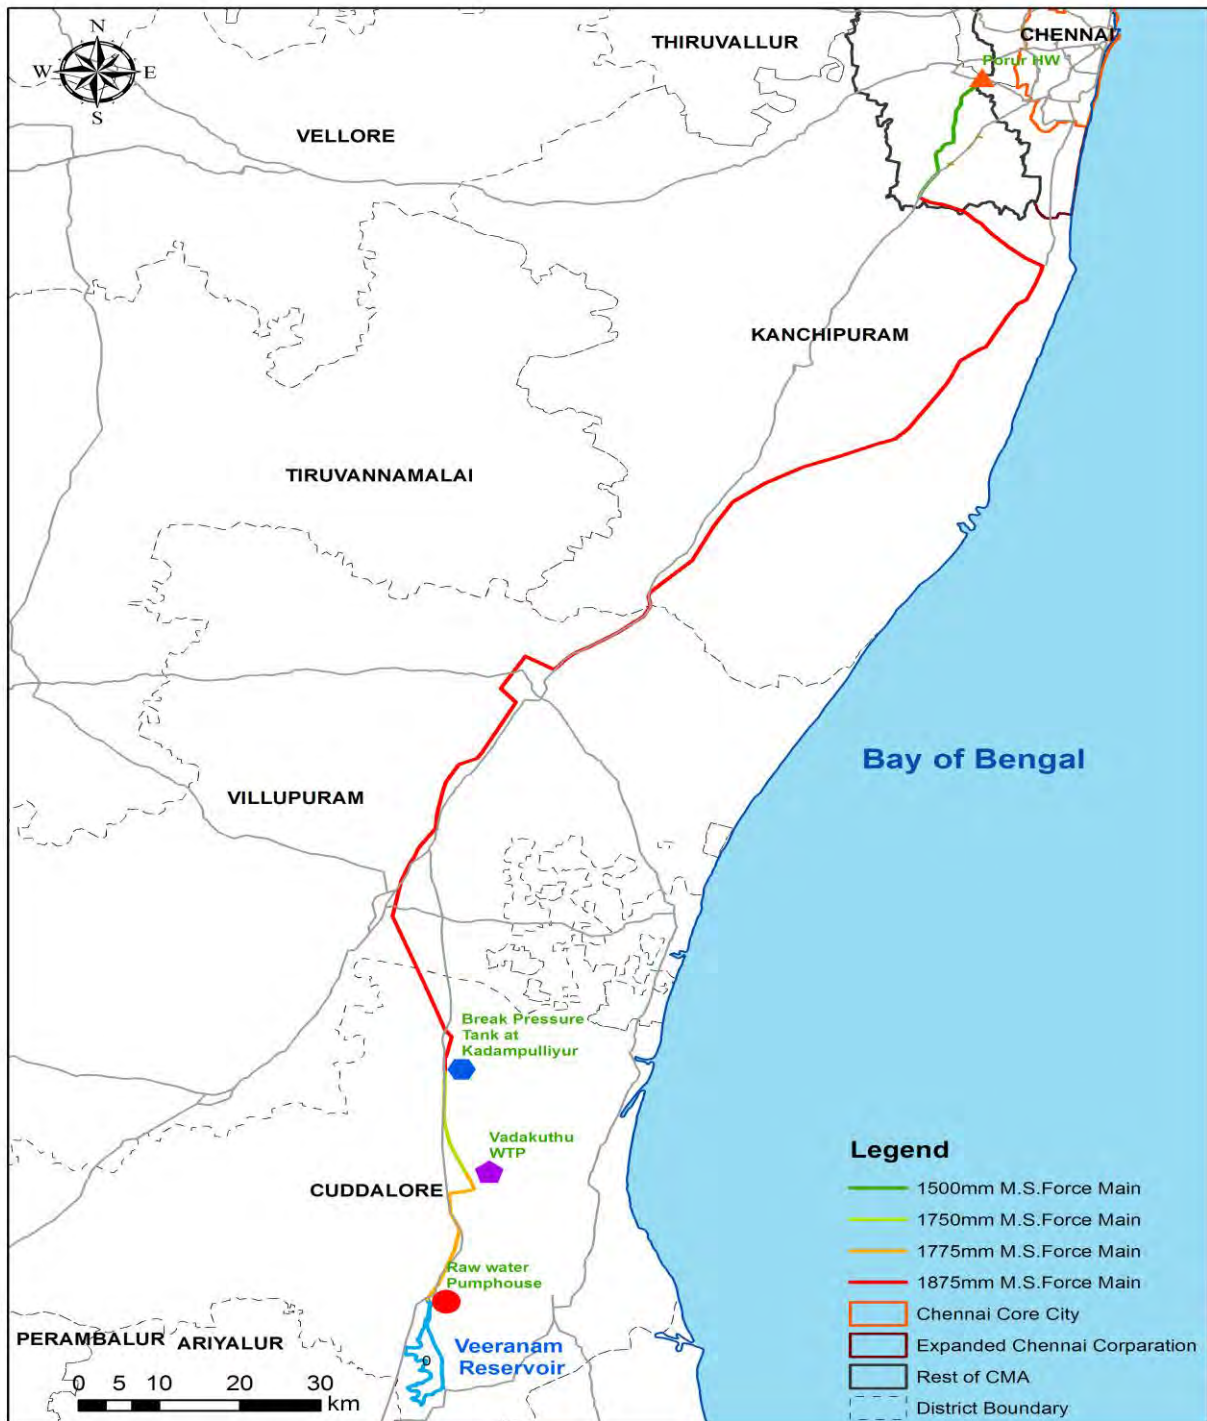 N
W E
S
THIRUVALLUR
CHENNAI
Porur HW
VELLORE
KANCHIPURAM
TIRUVANNAMALAI
Bay of Bengal
VILLUPURAM
Break Pressure
Tank at
Kadampulliyur
Vadakuthu
WTP
CUDDALORE
Raw water
Pumphouse
PERAMBALUR
ARIYALUR
Veeranam
Reservoir
0
0 5 10 20 30
km
Legend
1500mm M.S.Force Main
1750mm M.S.Force Main
1775mm M.S.Force Main
1875mm M.S.Force Main
Chennai Core City
Expanded Chennai Corparation
Rest of CMA
District Boundary